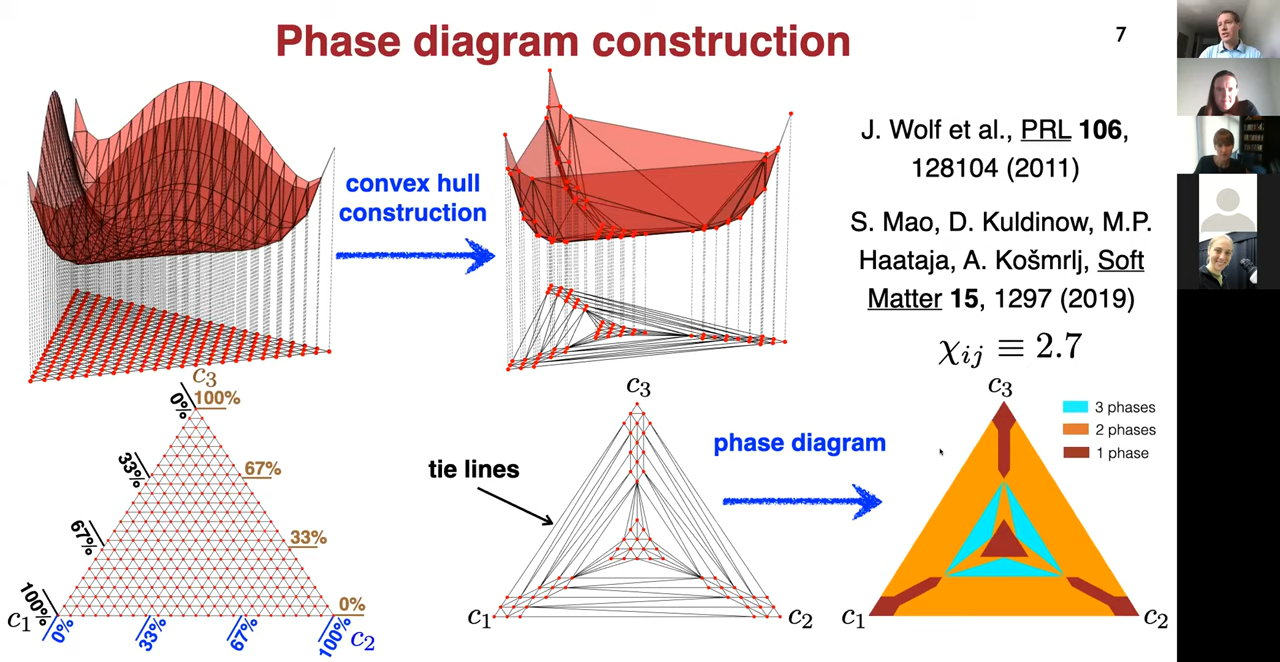 Phase diagram construction
7
convex hull
construction
J. Wolf et al., PRL 106,
128104 (2011)
S. Mao, D. Kuldinow, M.P.
Haataja, A. Košmrlj, Soft
Matter 15, 1297 (2019)
χij ≡ 2.7
c3
100%
67%
33%
0%
0%
33%
67%
100%
c1
0%
33%
67%
100%
c2
tie lines
c3
c1
c2
phase diagram
c3
c1
c2
3 phases
2 phases
1 phase